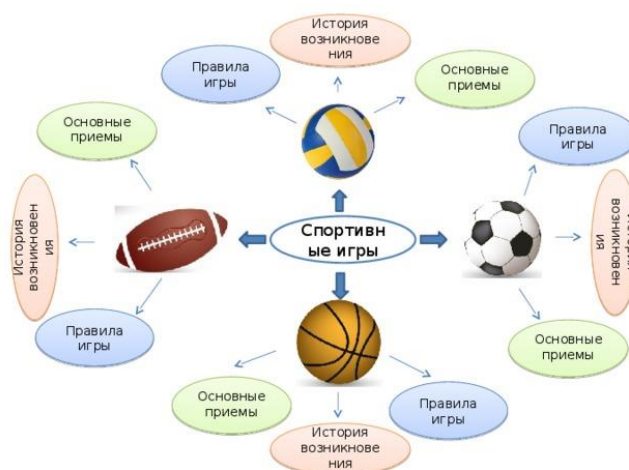 История
возникнове
ния
Правила
игры
Основные
приемы
Основные
приемы
Правила
игры
История
возникновен
ия
Спортивн
ые игры
История
возникновен
ия
Правила
игры
Основные
приемы
Основные
приемы
Правила
игры
История
возникнове
ния